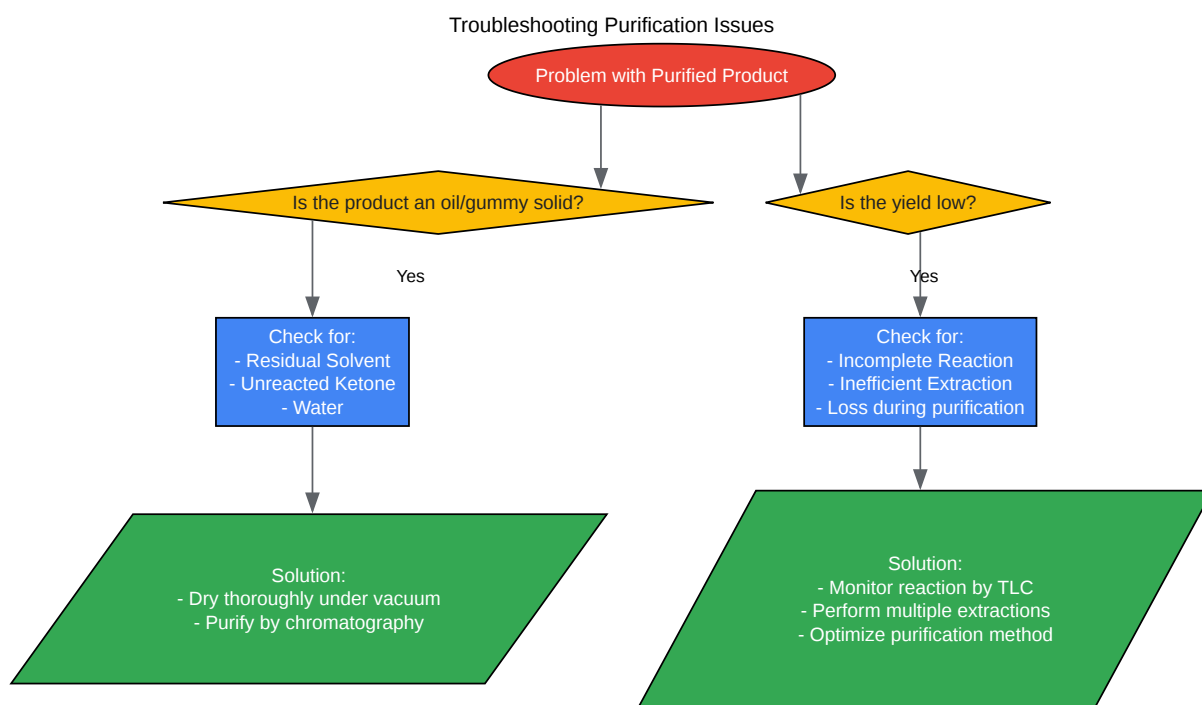 Troubleshooting Purification Issues
Problem with Purified Product
Is the product an oil/gummy solid?
Is the yield low?
Yes
Yes
Check for:
- Residual Solvent
- Unreacted Ketone
- Water
Check for:
- Incomplete Reaction
- Inefficient Extraction
- Loss during purification
Solution:
- Dry thoroughly under vacuum
- Purify by chromatography
Solution:
- Monitor reaction by TLC
- Perform multiple extractions
- Optimize purification method